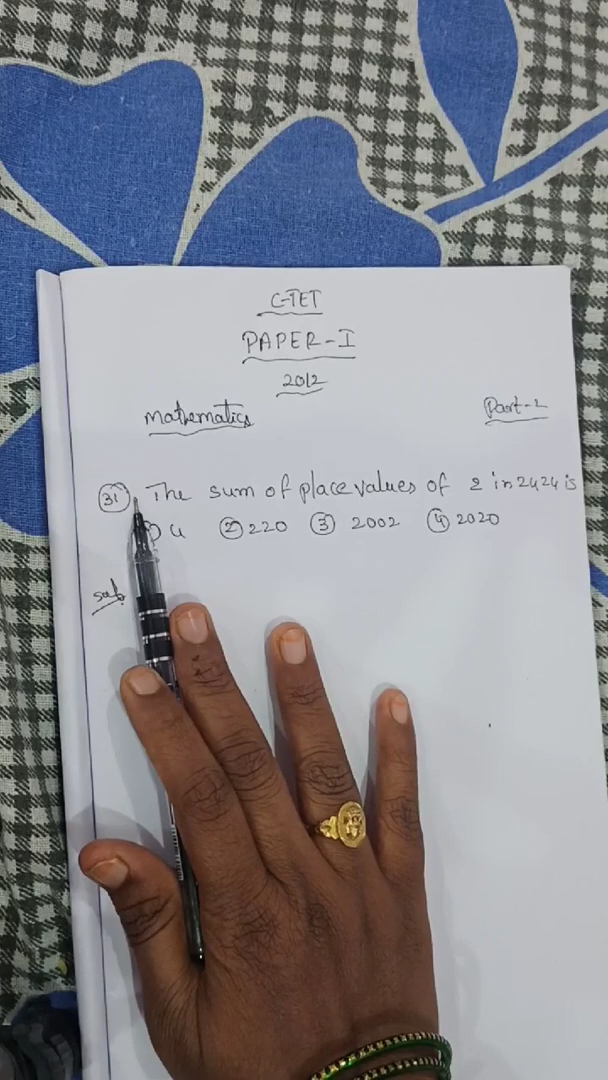 C-TET
PAPER-I
2012
Mathematics
Part-2
(31) The sum of place values of 2 in 2424 is
4 (2) 220 (3) 2002 (4) 2020
Sol.